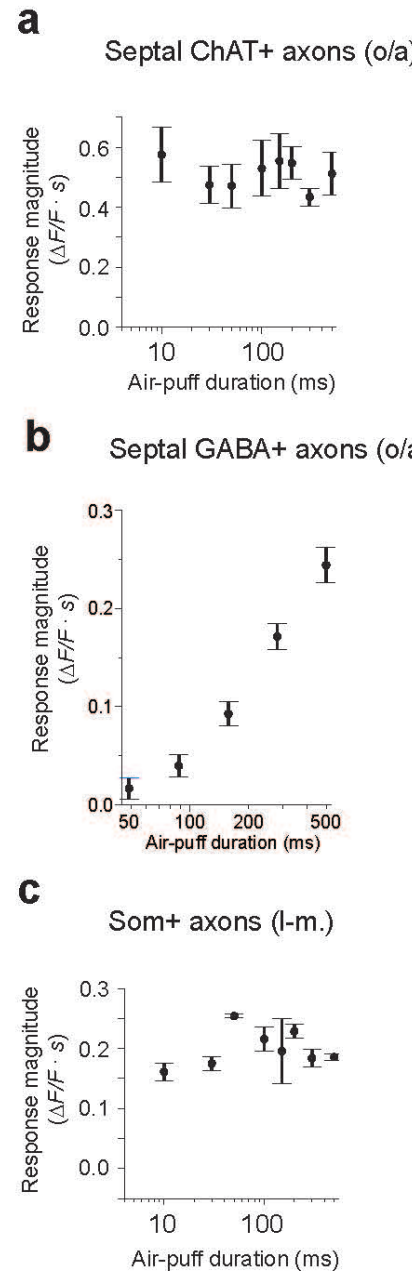 a
Septal ChAT+ axons (o/a)
Response magnitude
(ΔF/F · s)
0.6
0.4
0.2
0.0
10 100
Air-puff duration (ms)
b
Septal GABA+ axons (o/a
Response magnitude
(ΔF/F · s)
0.3
0.2
0.1
0.0
50 100 200 500
Air-puff duration (ms)
c
Som+ axons (l-m.)
Response magnitude
(ΔF/F · s)
0.3
0.2
0.1
0.0
10 100
Air-puff duration (ms)